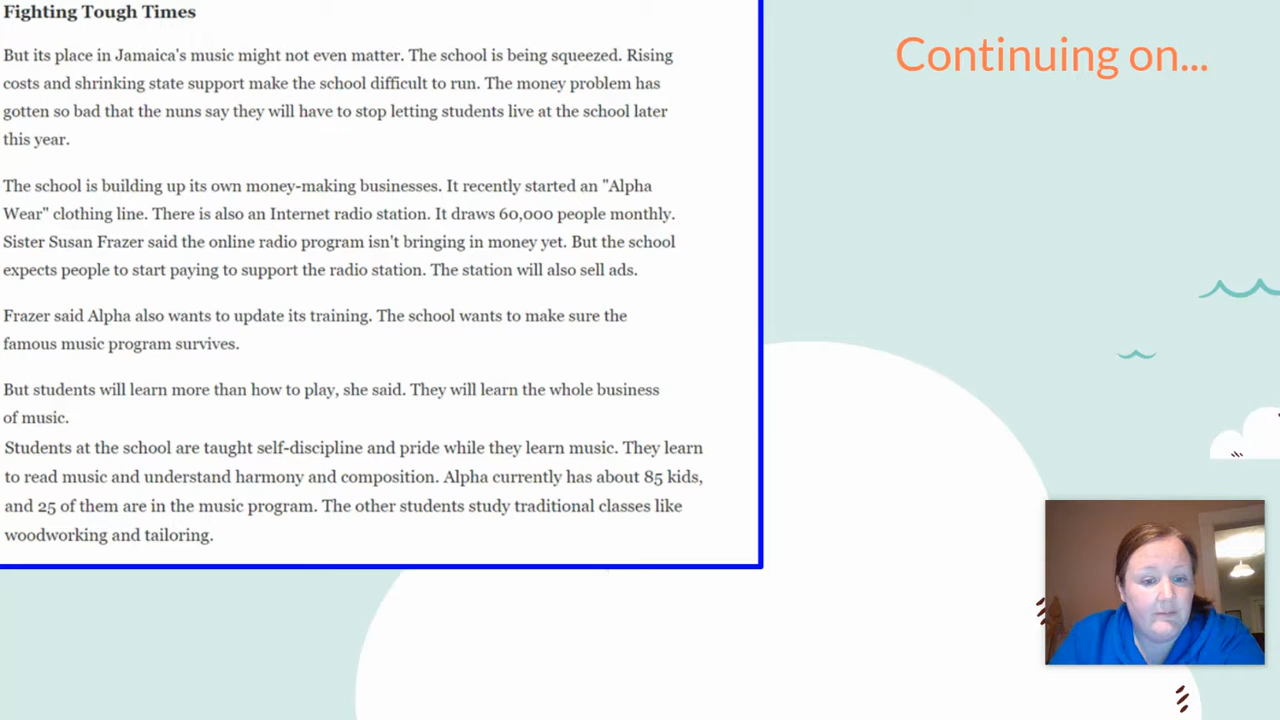 Fighting Tough Times
Continuing on...
But its place in Jamaica's music might not even matter. The school is being squeezed. Rising
costs and shrinking state support make the school difficult to run. The money problem has
gotten so bad that the nuns say they will have to stop letting students live at the school later
this year.
The school is building up its own money-making businesses. It recently started an "Alpha
Wear" clothing line. There is also an Internet radio station. It draws 60,000 people monthly.
Sister Susan Frazer said the online radio program isn't bringing in money yet. But the school
expects people to start paying to support the radio station. The station will also sell ads.
Frazer said Alpha also wants to update its training. The school wants to make sure the
famous music program survives.
But students will learn more than how to play, she said. They will learn the whole business
of music.
Students at the school are taught self-discipline and pride while they learn music. They learn
to read music and understand harmony and composition. Alpha currently has about 85 kids,
and 25 of them are in the music program. The other students study traditional classes like
woodworking and tailoring.